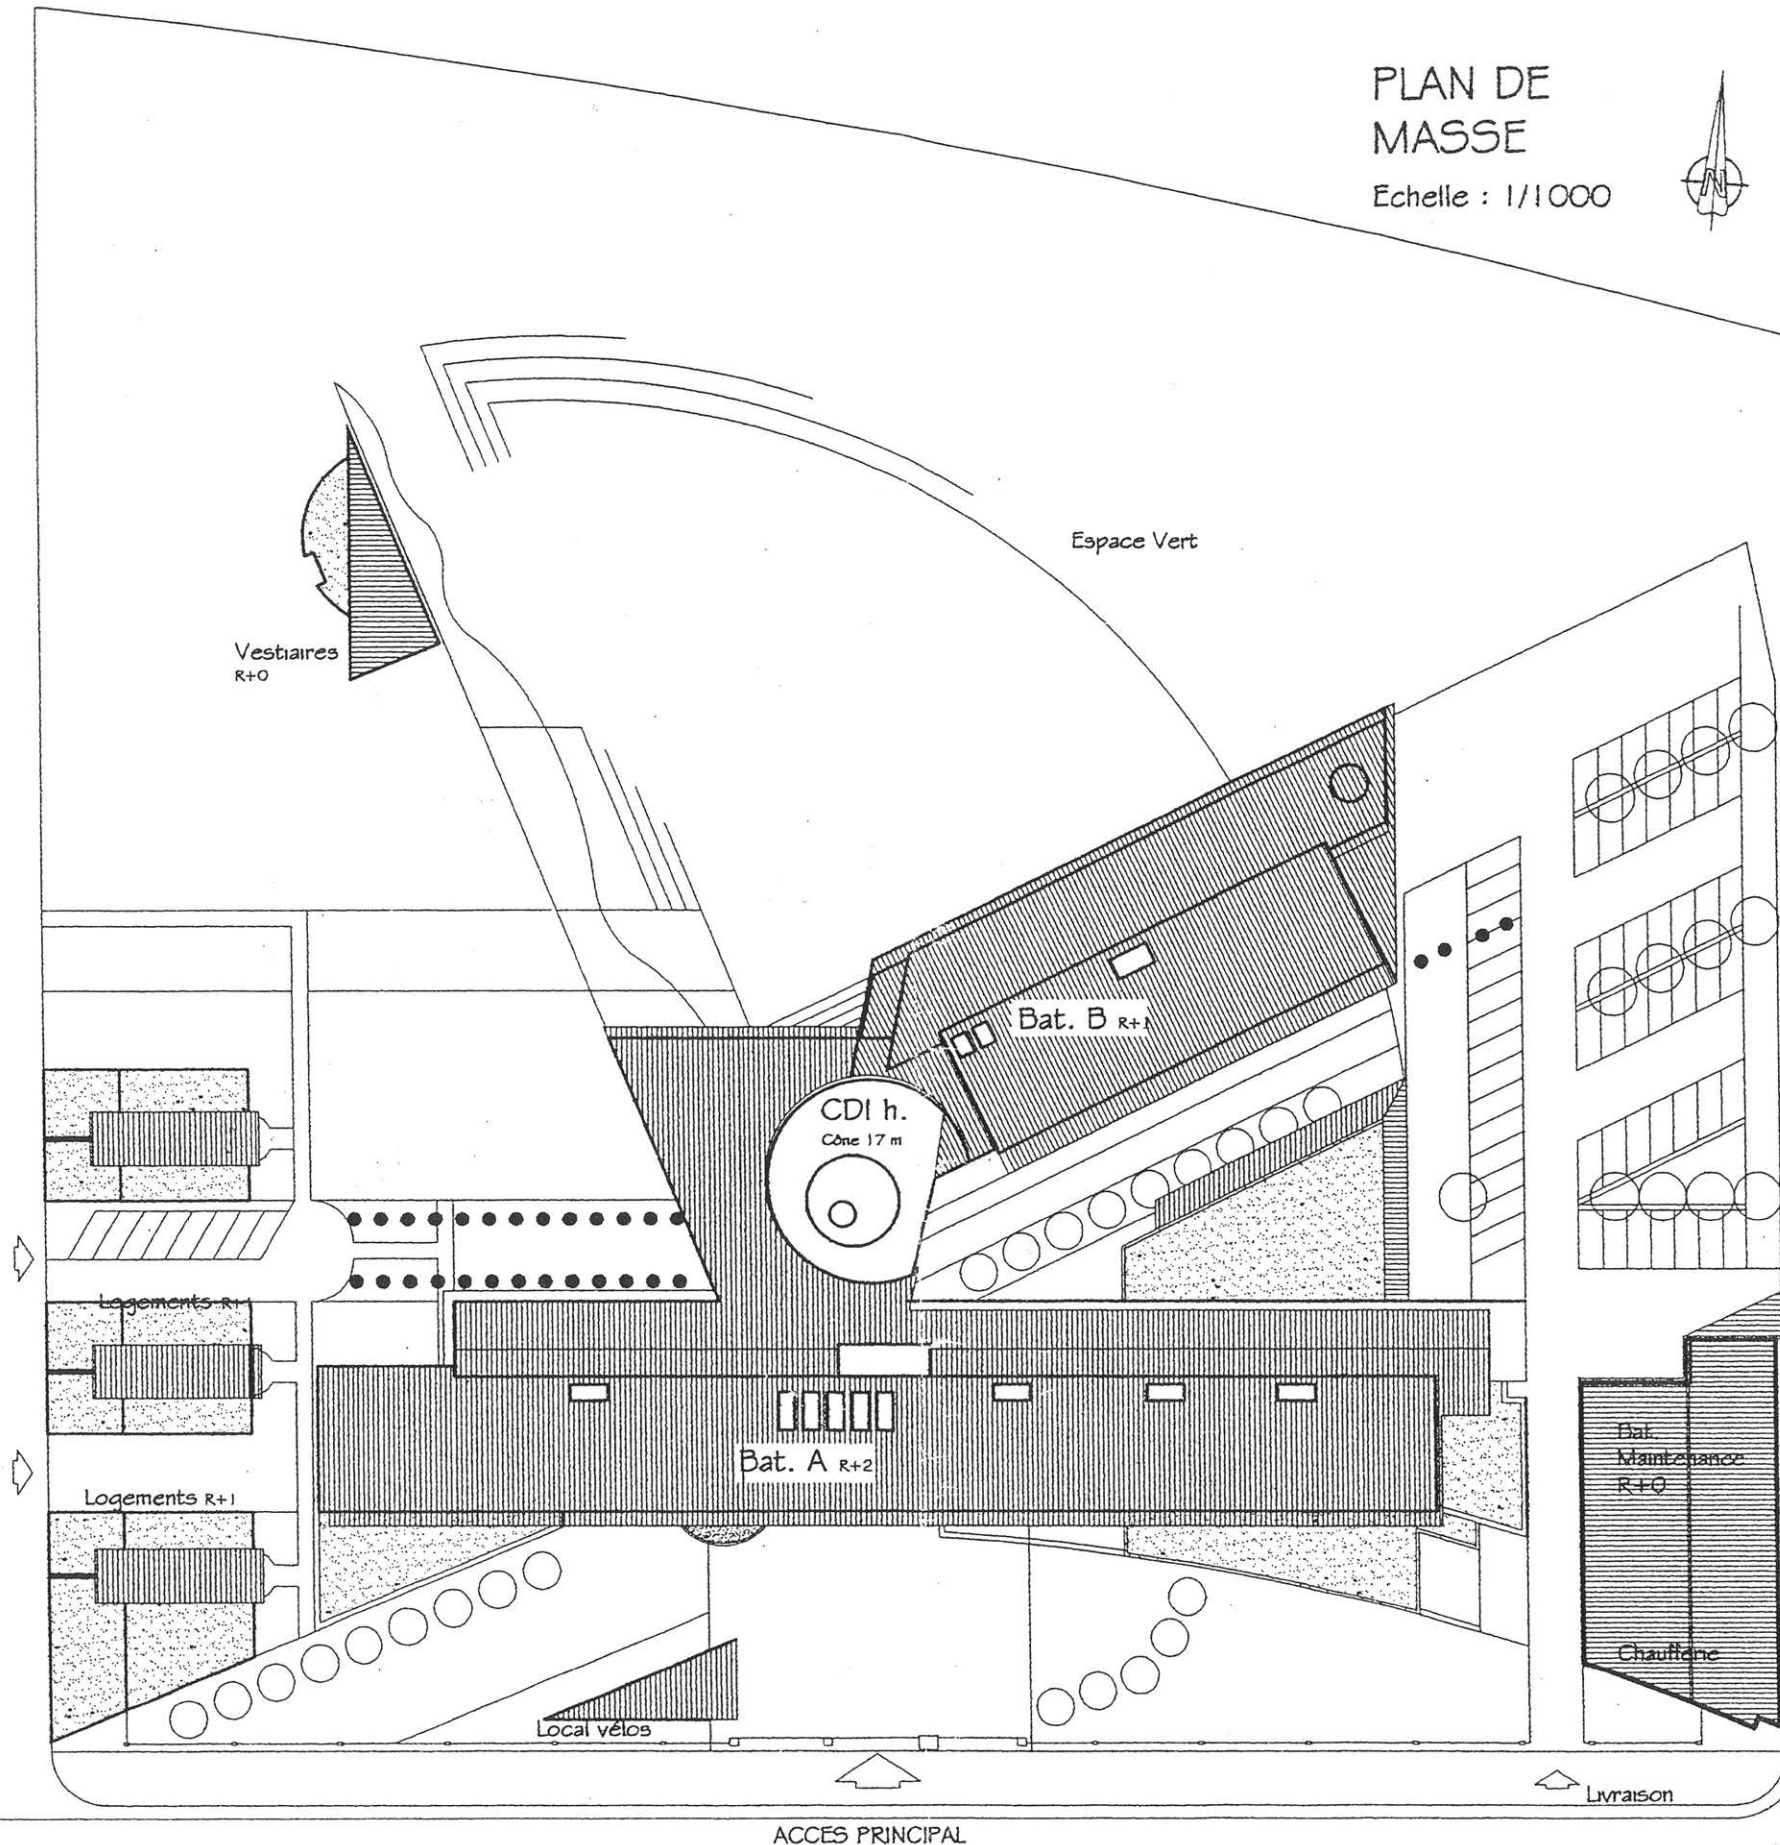 PLAN DE
MASSE
Echelle : 1/1000
N
Espace Vert
Vestiaires
R+0
Bat. B R+1
CDI h.
Cône 17 m
Logements R+1
Bat. A R+2
Bat.
Maintenance
R+0
Logements R+1
Chaufferie
Local vélos
Livraison
ACCES PRINCIPAL